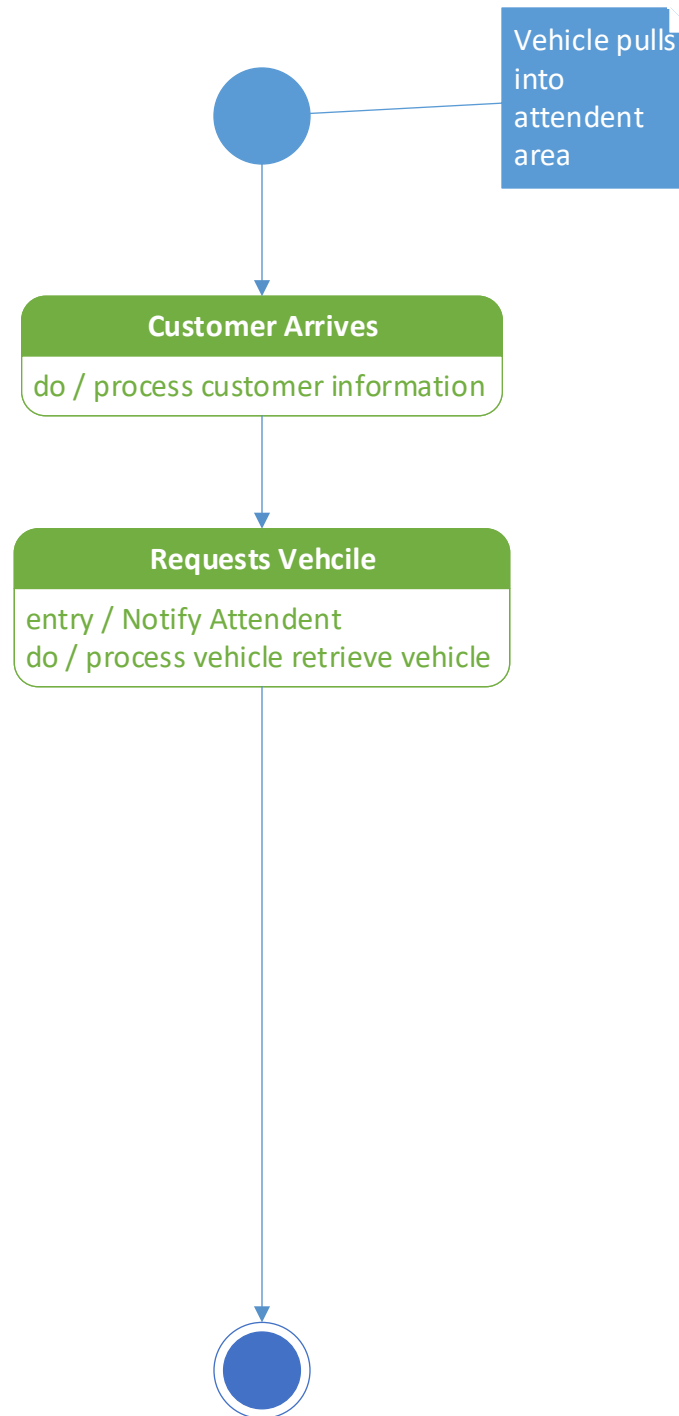 Vehicle pulls
into
attendent
area
Customer Arrives
do / process customer information
Requests Vehcile
entry / Notify Attendent
do / process vehicle retrieve vehicle